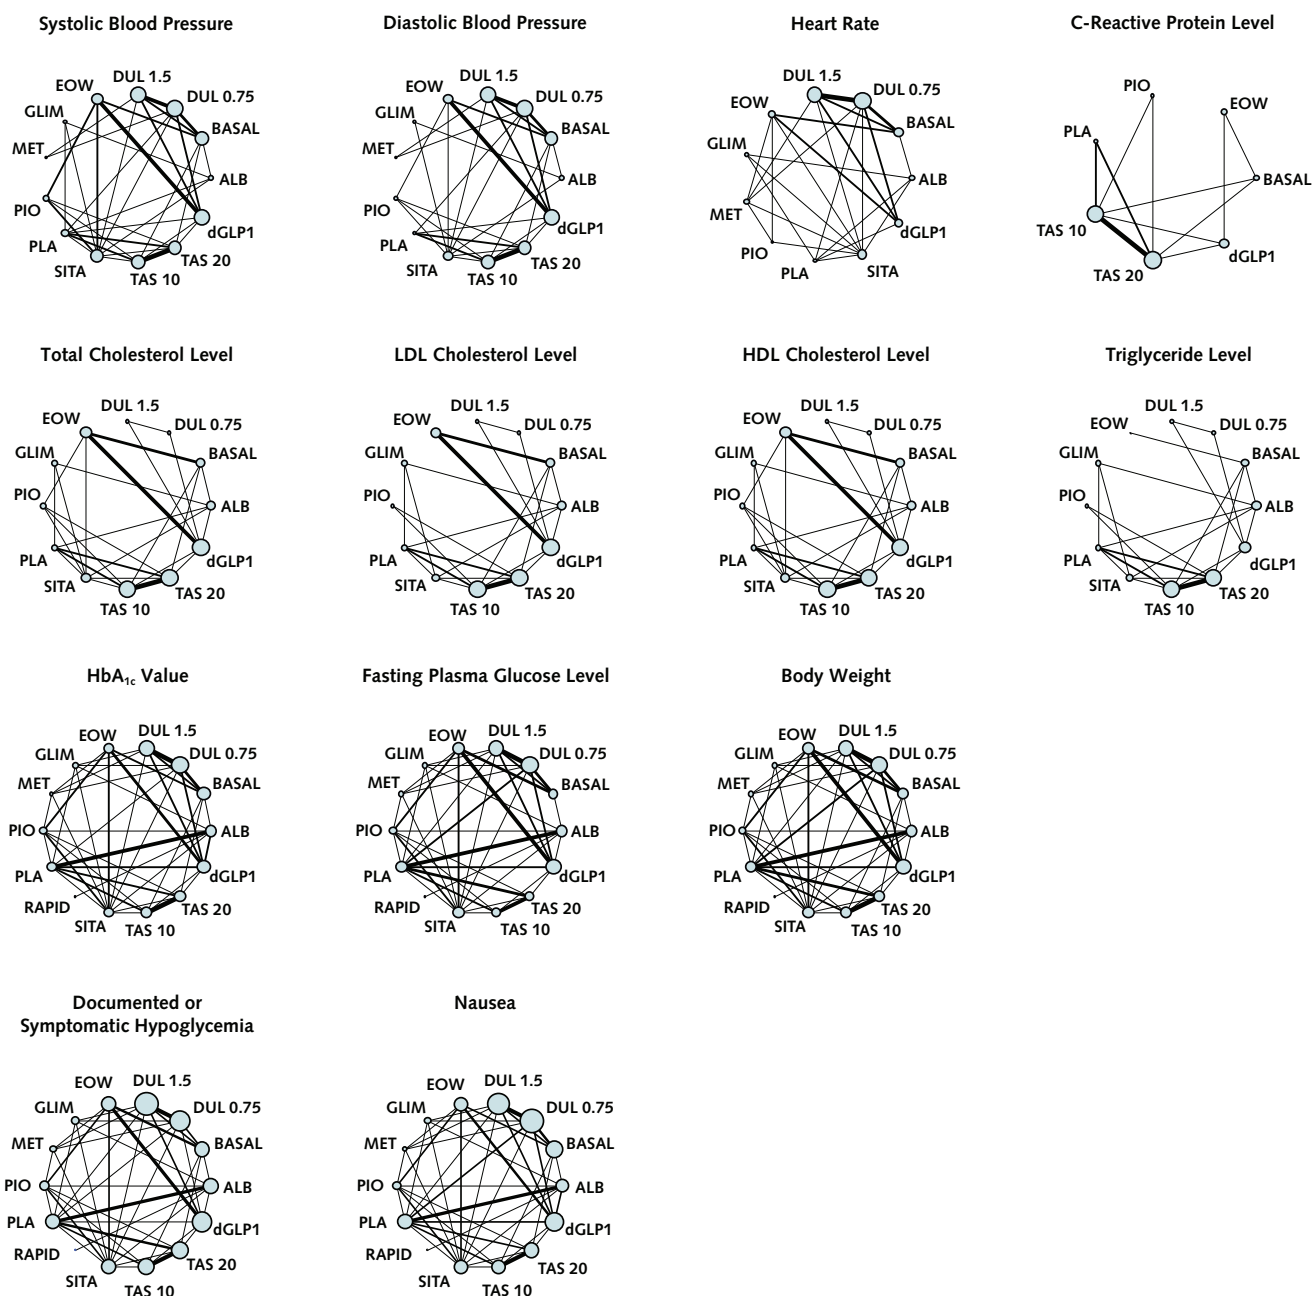 Systolic Blood Pressure
EOW
DUL 1.5
DUL 0.75
GLIM
BASAL
MET
ALB
PIO
dGLP1
PLA
TAS 20
SITA
TAS 10
Diastolic Blood Pressure
EOW
DUL 1.5
DUL 0.75
GLIM
BASAL
MET
ALB
PIO
dGLP1
PLA
TAS 20
SITA
TAS 10
Heart Rate
DUL 1.5
DUL 0.75
EOW
BASAL
GLIM
ALB
MET
dGLP1
PIO
PLA
SITA
C-Reactive Protein Level
PIO
EOW
PLA
BASAL
TAS 10
dGLP1
TAS 20
Total Cholesterol Level
EOW
DUL 1.5
DUL 0.75
GLIM
BASAL
PIO
ALB
PLA
dGLP1
SITA
TAS 20
TAS 10
LDL Cholesterol Level
EOW
DUL 1.5
DUL 0.75
GLIM
BASAL
PIO
ALB
PLA
dGLP1
SITA
TAS 20
TAS 10
HDL Cholesterol Level
EOW
DUL 1.5
DUL 0.75
GLIM
BASAL
PIO
ALB
PLA
dGLP1
SITA
TAS 20
TAS 10
Triglyceride Level
DUL 1.5
EOW
DUL 0.75
GLIM
BASAL
PIO
ALB
PLA
dGLP1
SITA
TAS 20
TAS 10
HbA1c Value
EOW
DUL 1.5
GLIM
DUL 0.75
MET
BASAL
PIO
ALB
PLA
dGLP1
RAPID
TAS 20
SITA
TAS 10
Fasting Plasma Glucose Level
EOW
DUL 1.5
GLIM
DUL 0.75
MET
BASAL
PIO
ALB
PLA
dGLP1
RAPID
TAS 20
SITA
TAS 10
Body Weight
EOW
DUL 1.5
GLIM
DUL 0.75
MET
BASAL
PIO
ALB
PLA
dGLP1
RAPID
TAS 20
SITA
TAS 10
Documented or
Symptomatic Hypoglycemia
EOW
DUL 1.5
GLIM
DUL 0.75
MET
BASAL
PIO
ALB
PLA
dGLP1
RAPID
TAS 20
SITA
TAS 10
Nausea
EOW
DUL 1.5
GLIM
DUL 0.75
MET
BASAL
PIO
ALB
PLA
dGLP1
RAPID
TAS 20
SITA
TAS 10